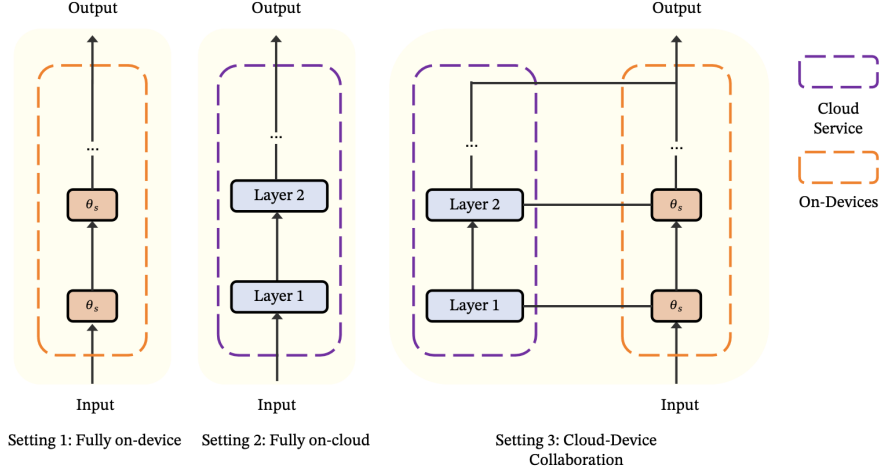 Output
...
θs
θs
Input
Setting 1: Fully on-device
Output
...
Layer 2
Layer 1
Input
Setting 2: Fully on-cloud
Output
...
...
Layer 2
θs
Layer 1
θs
Input
Setting 3: Cloud-Device
Collaboration
Cloud
Service
On-Devices